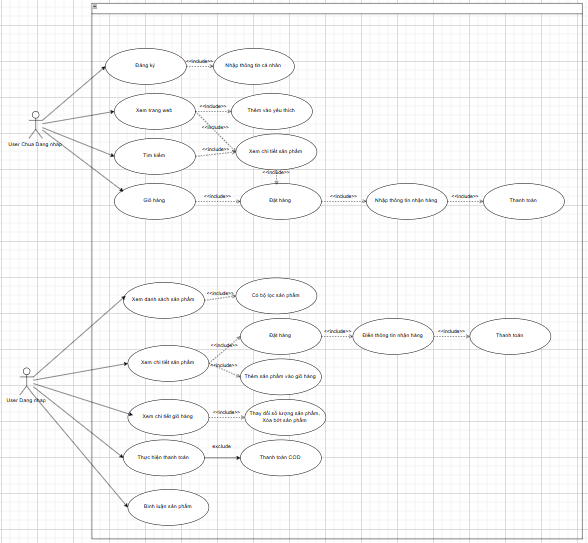 Đăng ký
<<include>>
Nhập thông tin cá nhân
Xem trang web
<<include>>
Thêm vào yêu thích
<<include>>
User Chua Dang nhap
Tìm kiếm
<<include>>
Xem chi tiết sản phẩm
<<include>>
Giỏ hàng
<<include>>
Đặt hàng
<<include>>
Nhập thông tin nhận hàng
<<include>>
Thanh toán
Xem danh sách sản phẩm
<<include>>
Có bộ lọc sản phẩm
Xem chi tiết sản phẩm
<<include>>
Đặt hàng
<<include>>
Điền thông tin nhận hàng
<<include>>
Thanh toán
<<include>>
Thêm sản phẩm vào giỏ hàng
User Dang nhap
Xem chi tiết giỏ hàng
<<include>>
Thay đổi số lượng sản phẩm,
Xóa bớt sản phẩm
Thực hiện thanh toán
exclude
Thanh toán COD
Bình luận sản phẩm